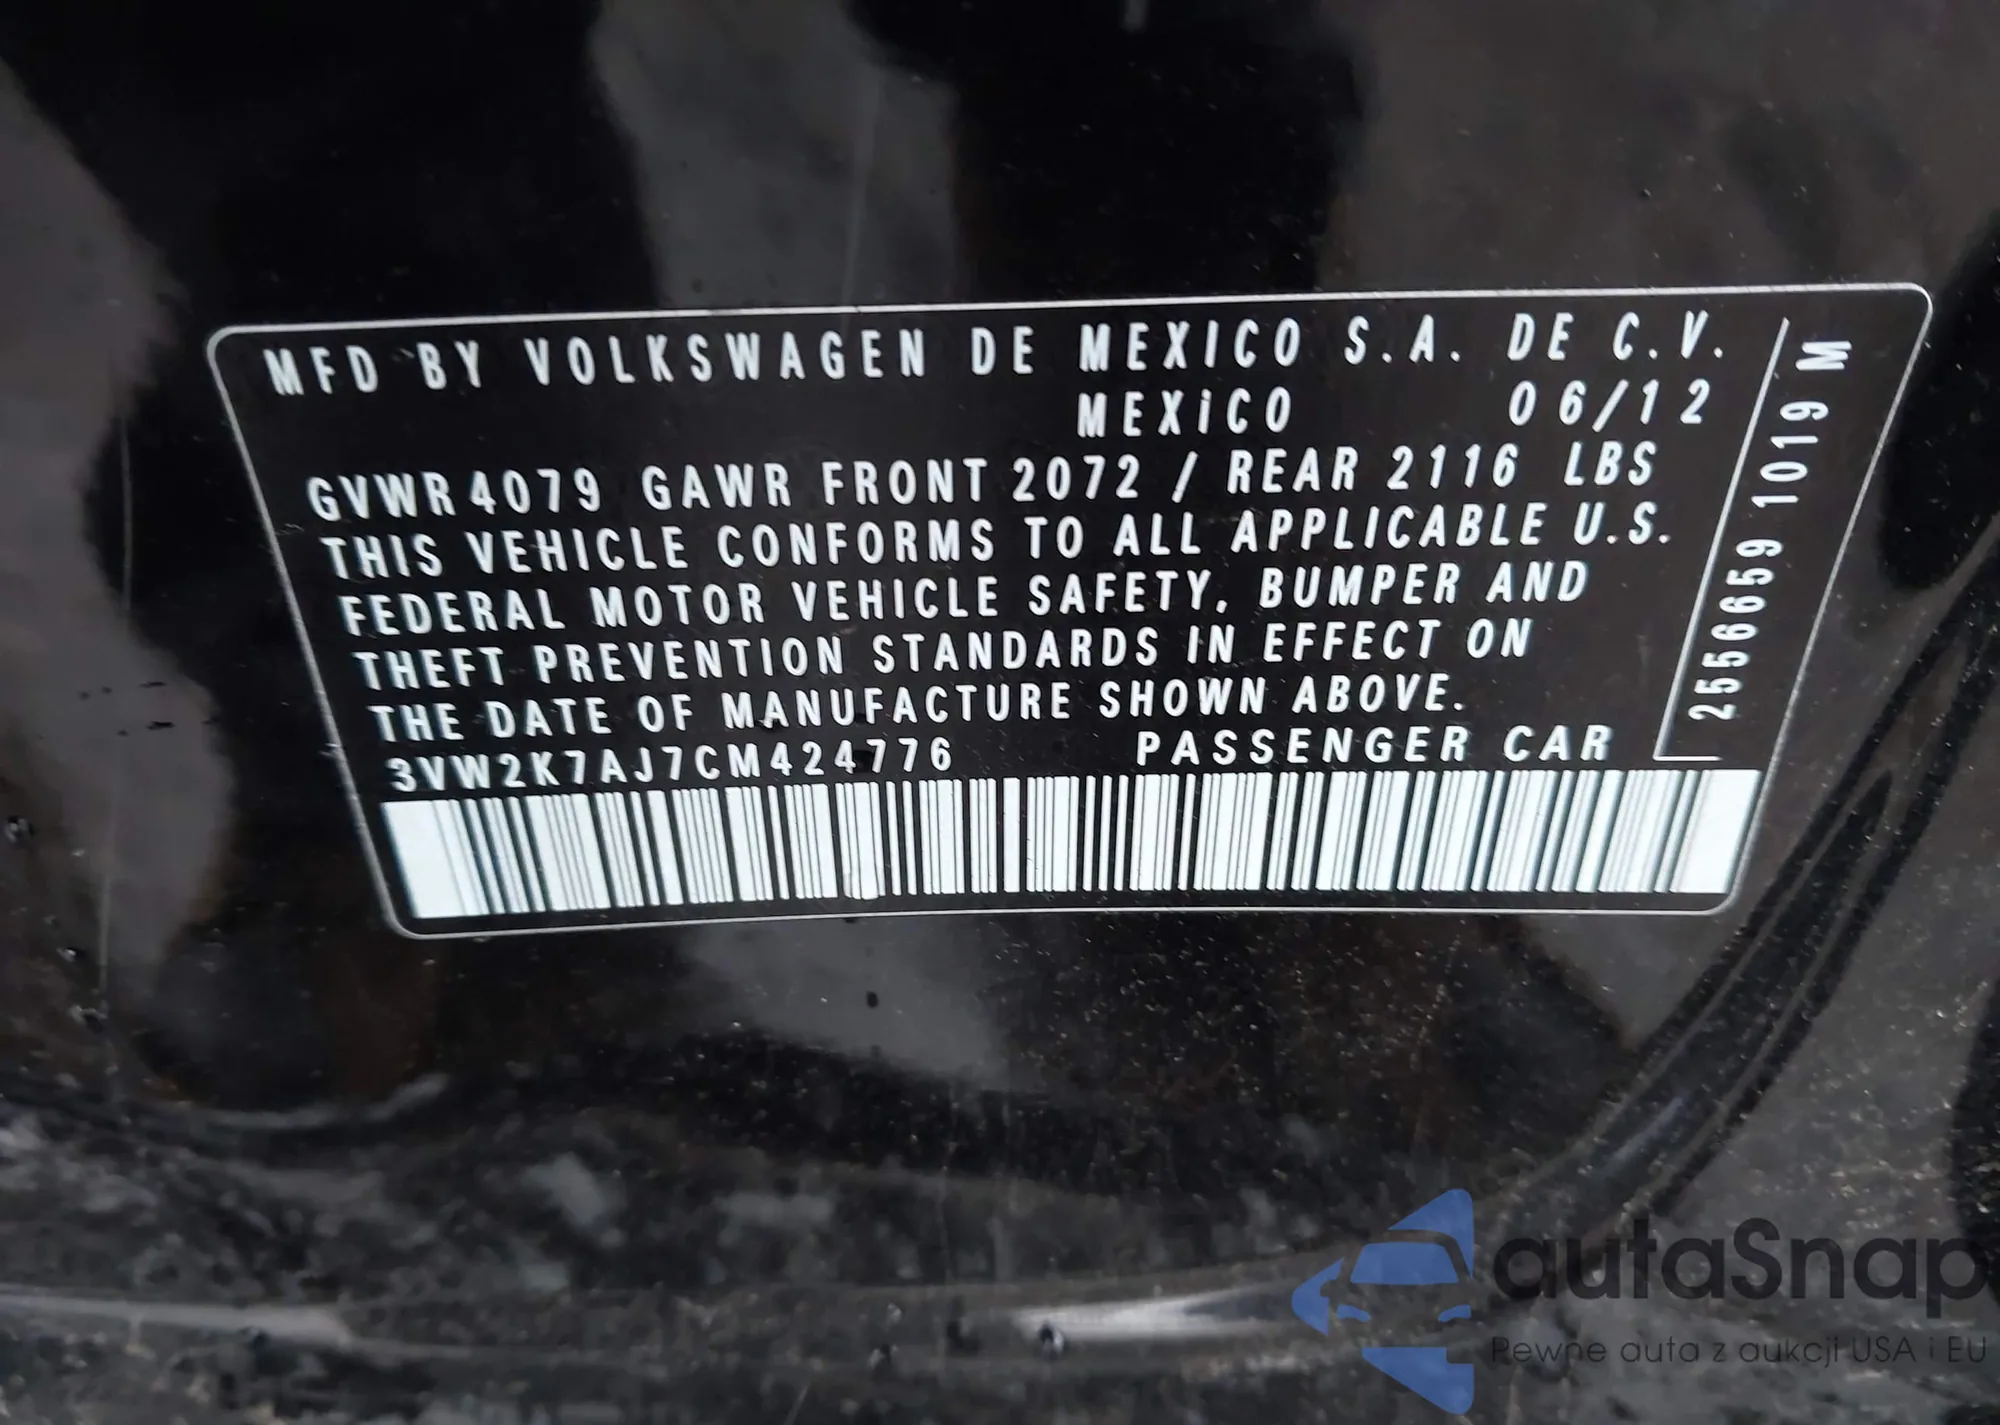 MFD BY VOLKSWAGEN DE MEXICO S.A. DE C.V.
MEXiCO 06/12
GVWR 4079 GAWR FRONT 2072 / REAR 2116 LBS
THIS VEHICLE CONFORMS TO ALL APPLICABLE U.S.
FEDERAL MOTOR VEHICLE SAFETY, BUMPER AND
THEFT PREVENTION STANDARDS IN EFFECT ON
THE DATE OF MANUFACTURE SHOWN ABOVE.
3VW2K7AJ7CM424776 PASSENGER CAR
2556659 1019 M
autaSnap
Pewne auta z aukcji USA i EU